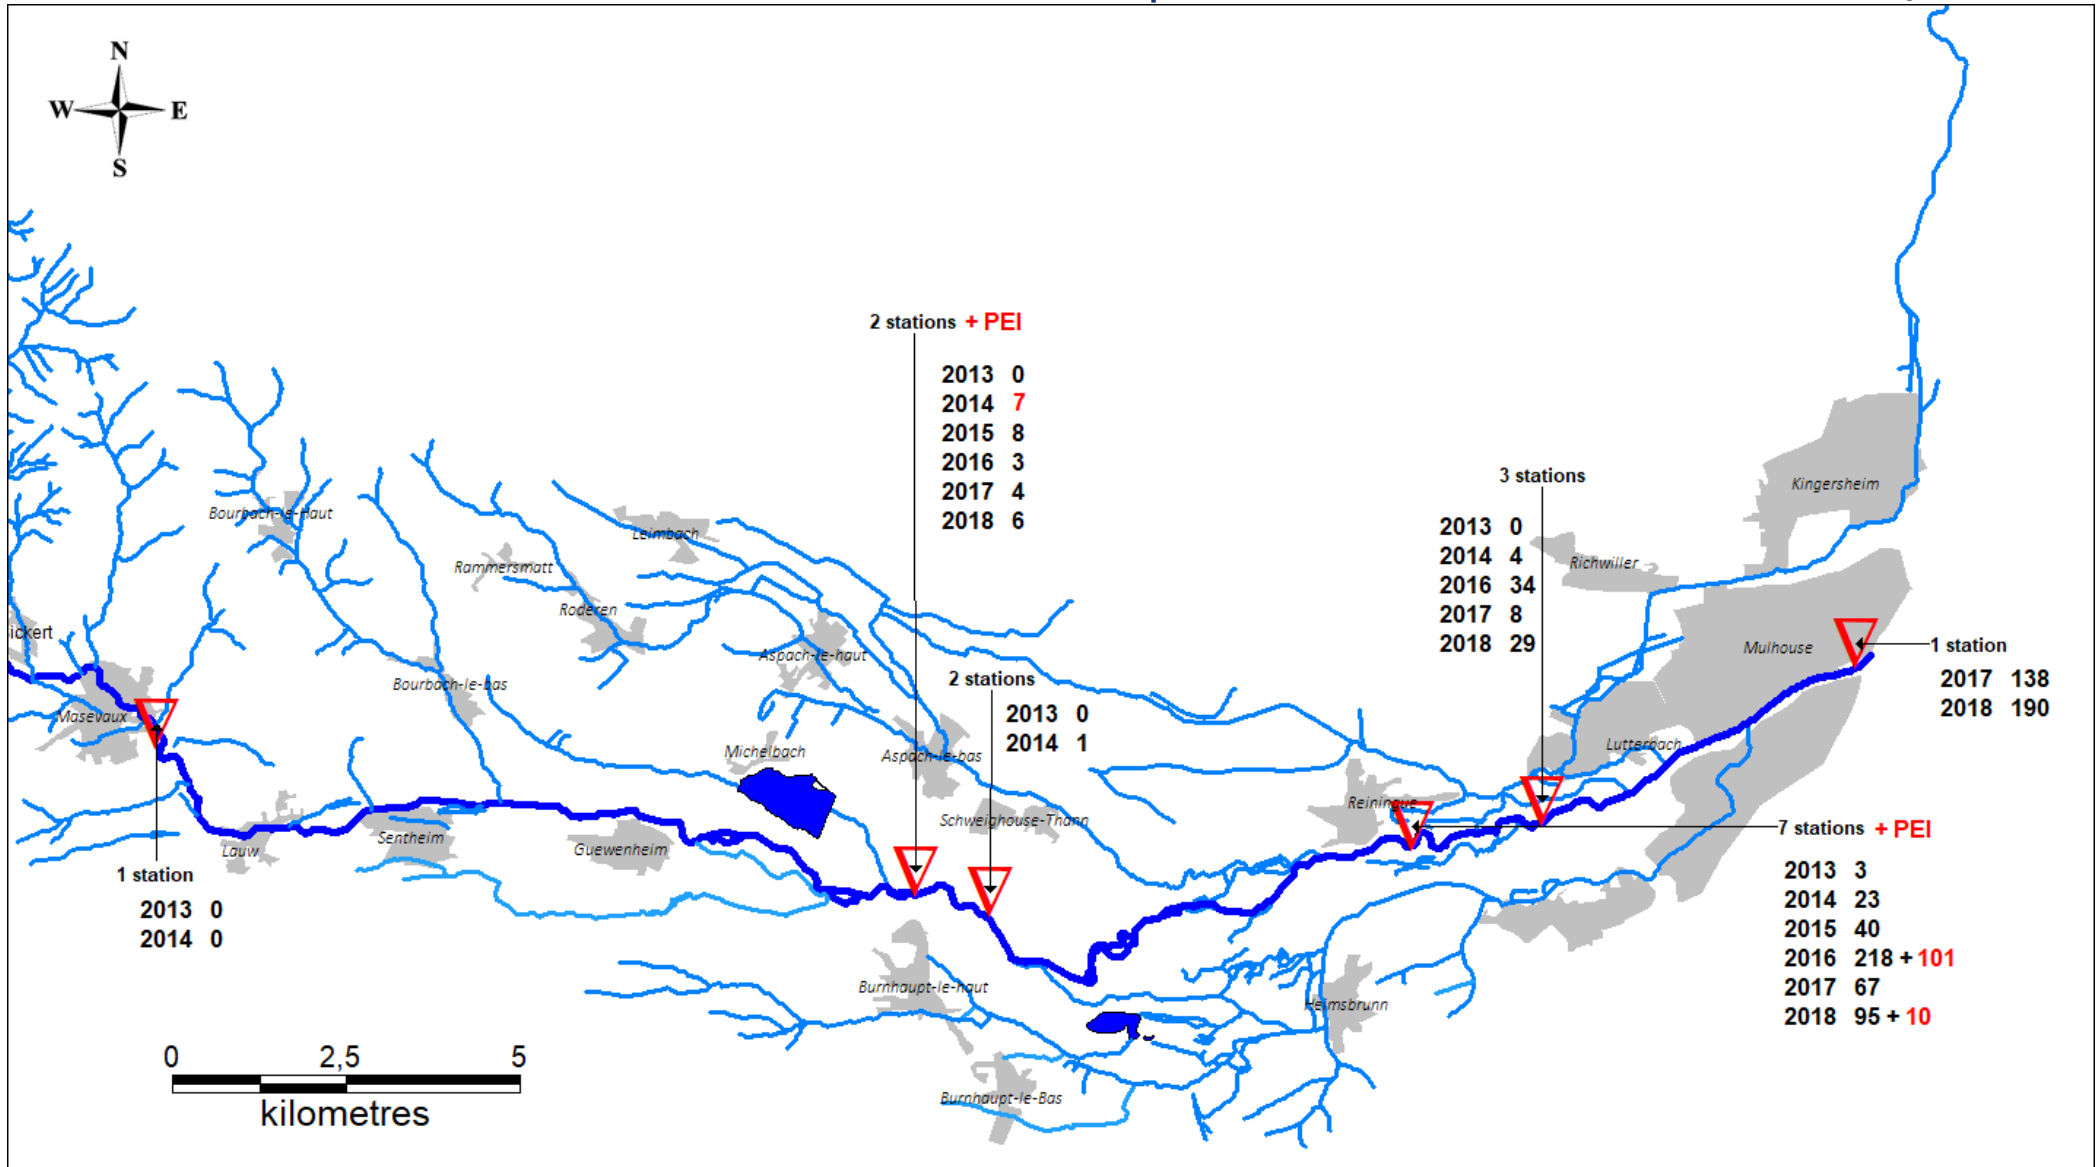 N
W E
S
2 stations + PEI
2013 0
2014 7
2015 8
2016 3
2017 4
2018 6
3 stations
2013 0
2014 4
2016 34
2017 8
2018 29
Kingersheim
Richwiller
Bourbach-le-Haut
Leimbach
Rammersmatt
Roderen
ickert
Aspach-le-haut
Mulhouse
1 station
2017 138
2018 190
2 stations
2013 0
2014 1
Bourbach-le-bas
Masevaux
Michelbach
Aspach-le-bas
Lutterbach
Reiningue
Schweighouse-Thann
7 stations + PEI
2013 3
2014 23
2015 40
2016 218 + 101
2017 67
2018 95 + 10
Lauw
Sentheim
Guewenheim
1 station
2013 0
2014 0
Burnhaupt-le-haut
Heimsbrunn
Burnhaupt-le-Bas
0 2,5 5
kilometres